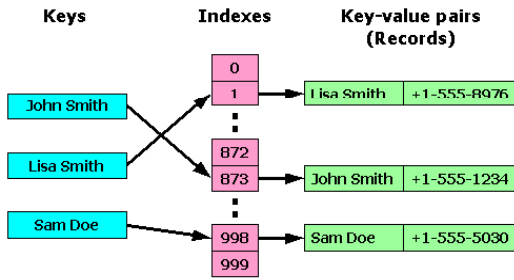 Keys
Indexes
Key-value pairs
(Records)
John Smith
Lisa Smith
Sam Doe
0
1
872
873
998
999
Lisa Smith +1-555-8976
John Smith +1-555-1234
Sam Doe +1-555-5030